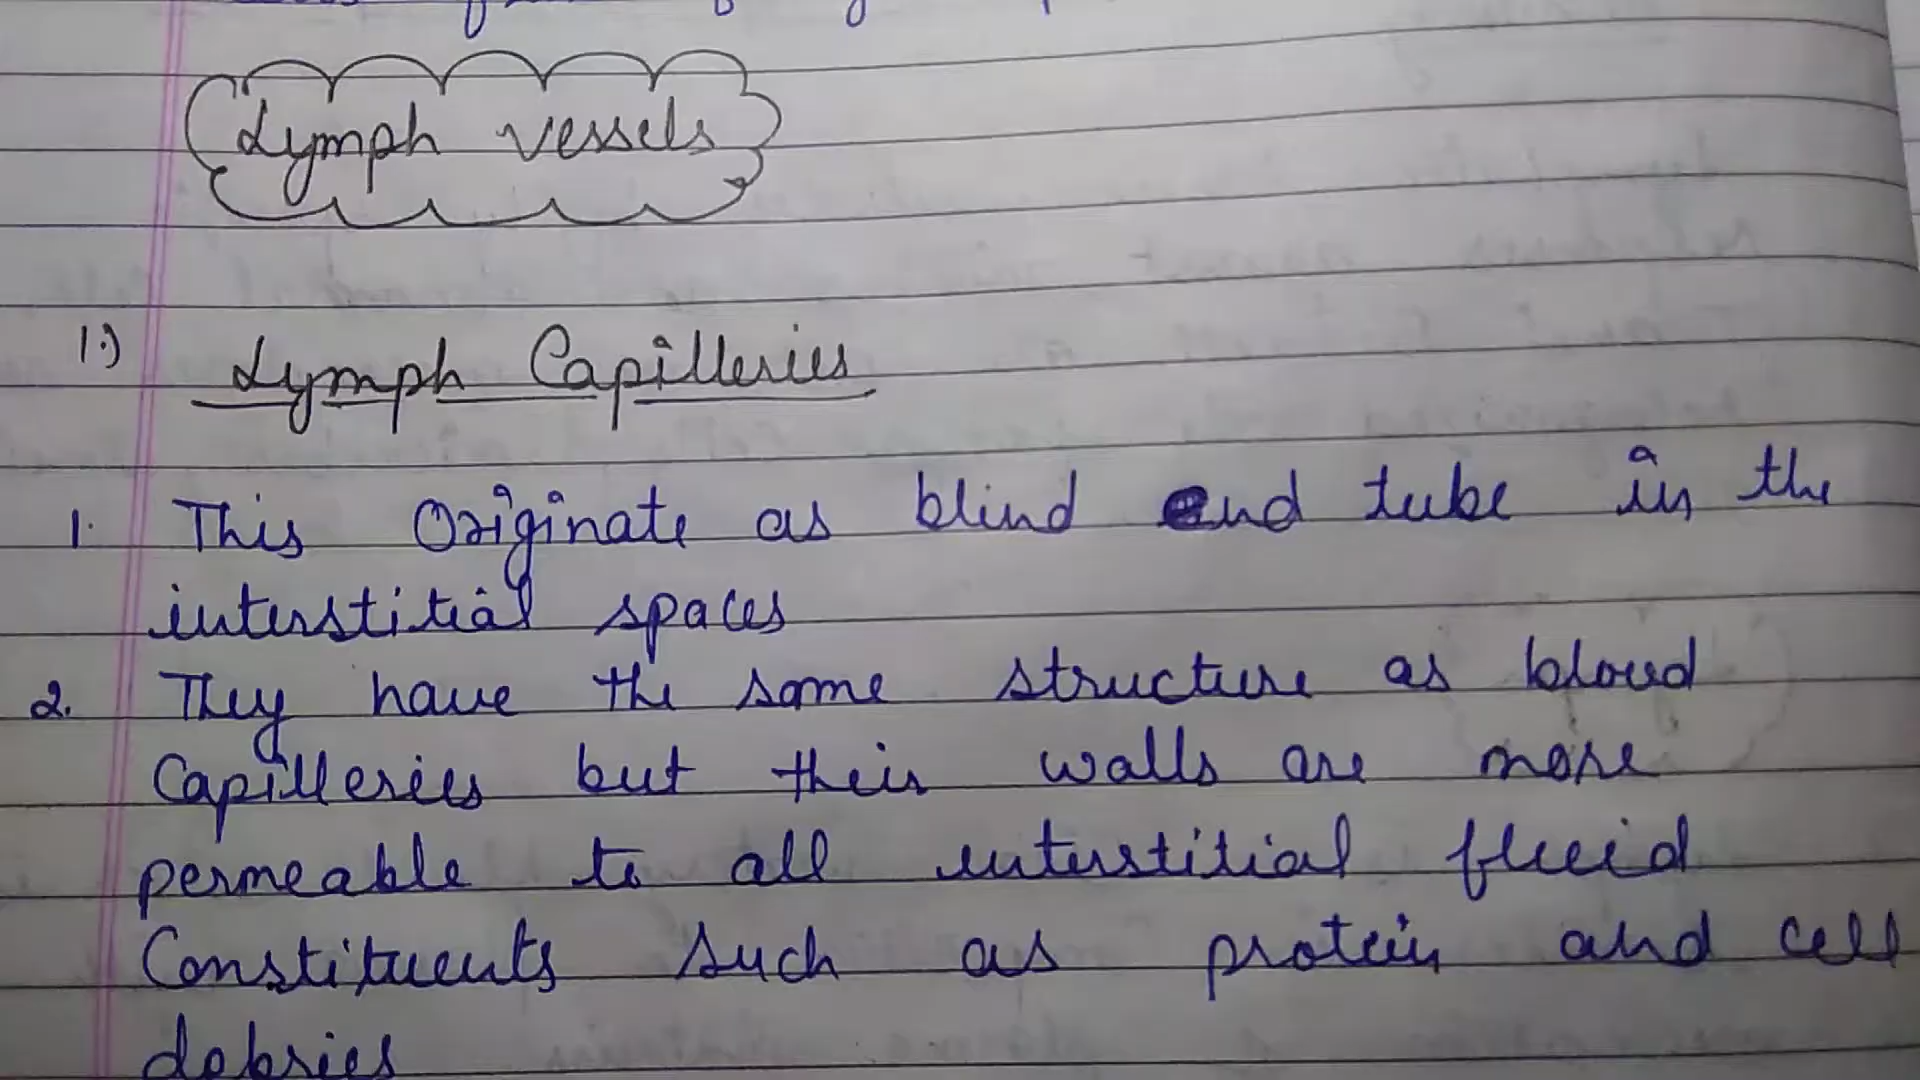 Lymph vessels
1.) Lymph Capilleries
1. This Originate as blind end tube in the
interstitial spaces
2. They have the same structure as bloud
Capilleries but their walls are more
permeable to all interstitial fluid
Constituents such as protein and cell
debries